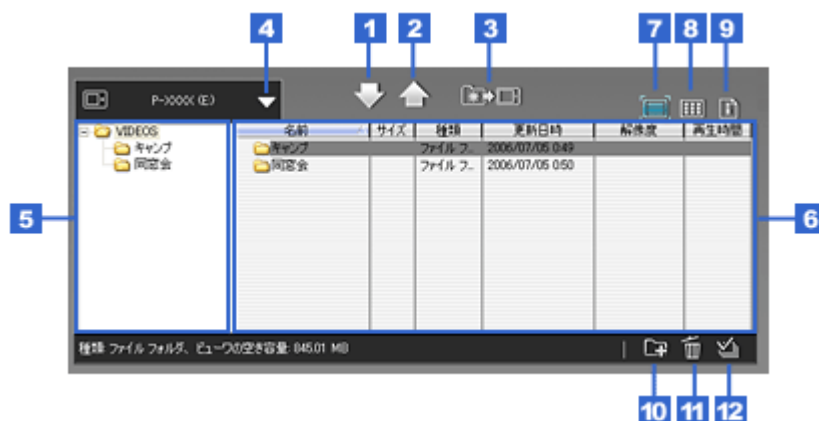 4 1 2 3 7 8 9
P-XXXX (E)
VIDEOS
キャンプ
同窓会
名前 サイズ 種類 更新日時 解像度 再生時間
キャンプ ファイル フ... 2006/07/05 0:49
同窓会 ファイル フ... 2006/07/05 0:50
5 6
種類: ファイル フォルダ、ビューワの空き容量: 845.01 MB
10 11 12